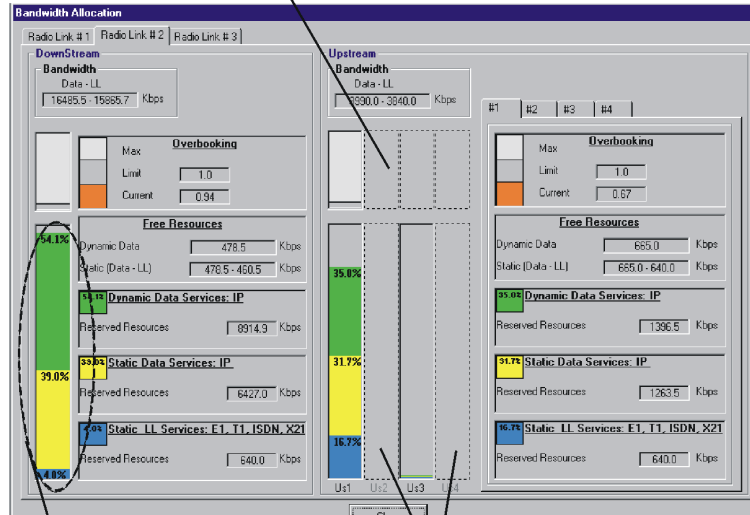 Bandwidth Allocation
Radio Link # 1 Radio Link # 2 Radio Link # 3
DownStream
Bandwidth
Data - LL
16485.5 - 15865.7 Kbps
Max Overbooking
Limit 1.0
Current 0.94
Free Resources
Dynamic Data 478.5 Kbps
Static (Data - LL) 478.5 - 460.5 Kbps
54.1%
54.1% Dynamic Data Services: IP
Reserved Resources 8914.9 Kbps
39.0%
39.0% Static Data Services: IP
Reserved Resources 6427.0 Kbps
4.0% Static LL Services: E1, T1, ISDN, X21
Reserved Resources 640.0 Kbps
4.0%
Upstream
Bandwidth
Data - LL
3990.0 - 3840.0 Kbps
35.0%
31.7%
16.7%
Us1 Us2 Us3 Us4
#1 #2 #3 #4
Max Overbooking
Limit 1.0
Current 0.67
Free Resources
Dynamic Data 665.0 Kbps
Static (Data - LL) 665.0 - 640.0 Kbps
35.0% Dynamic Data Services: IP
Reserved Resources 1396.5 Kbps
31.7% Static Data Services: IP
Reserved Resources 1263.5 Kbps
16.7% Static LL Services: E1, T1, ISDN, X21
Reserved Resources 640.0 Kbps